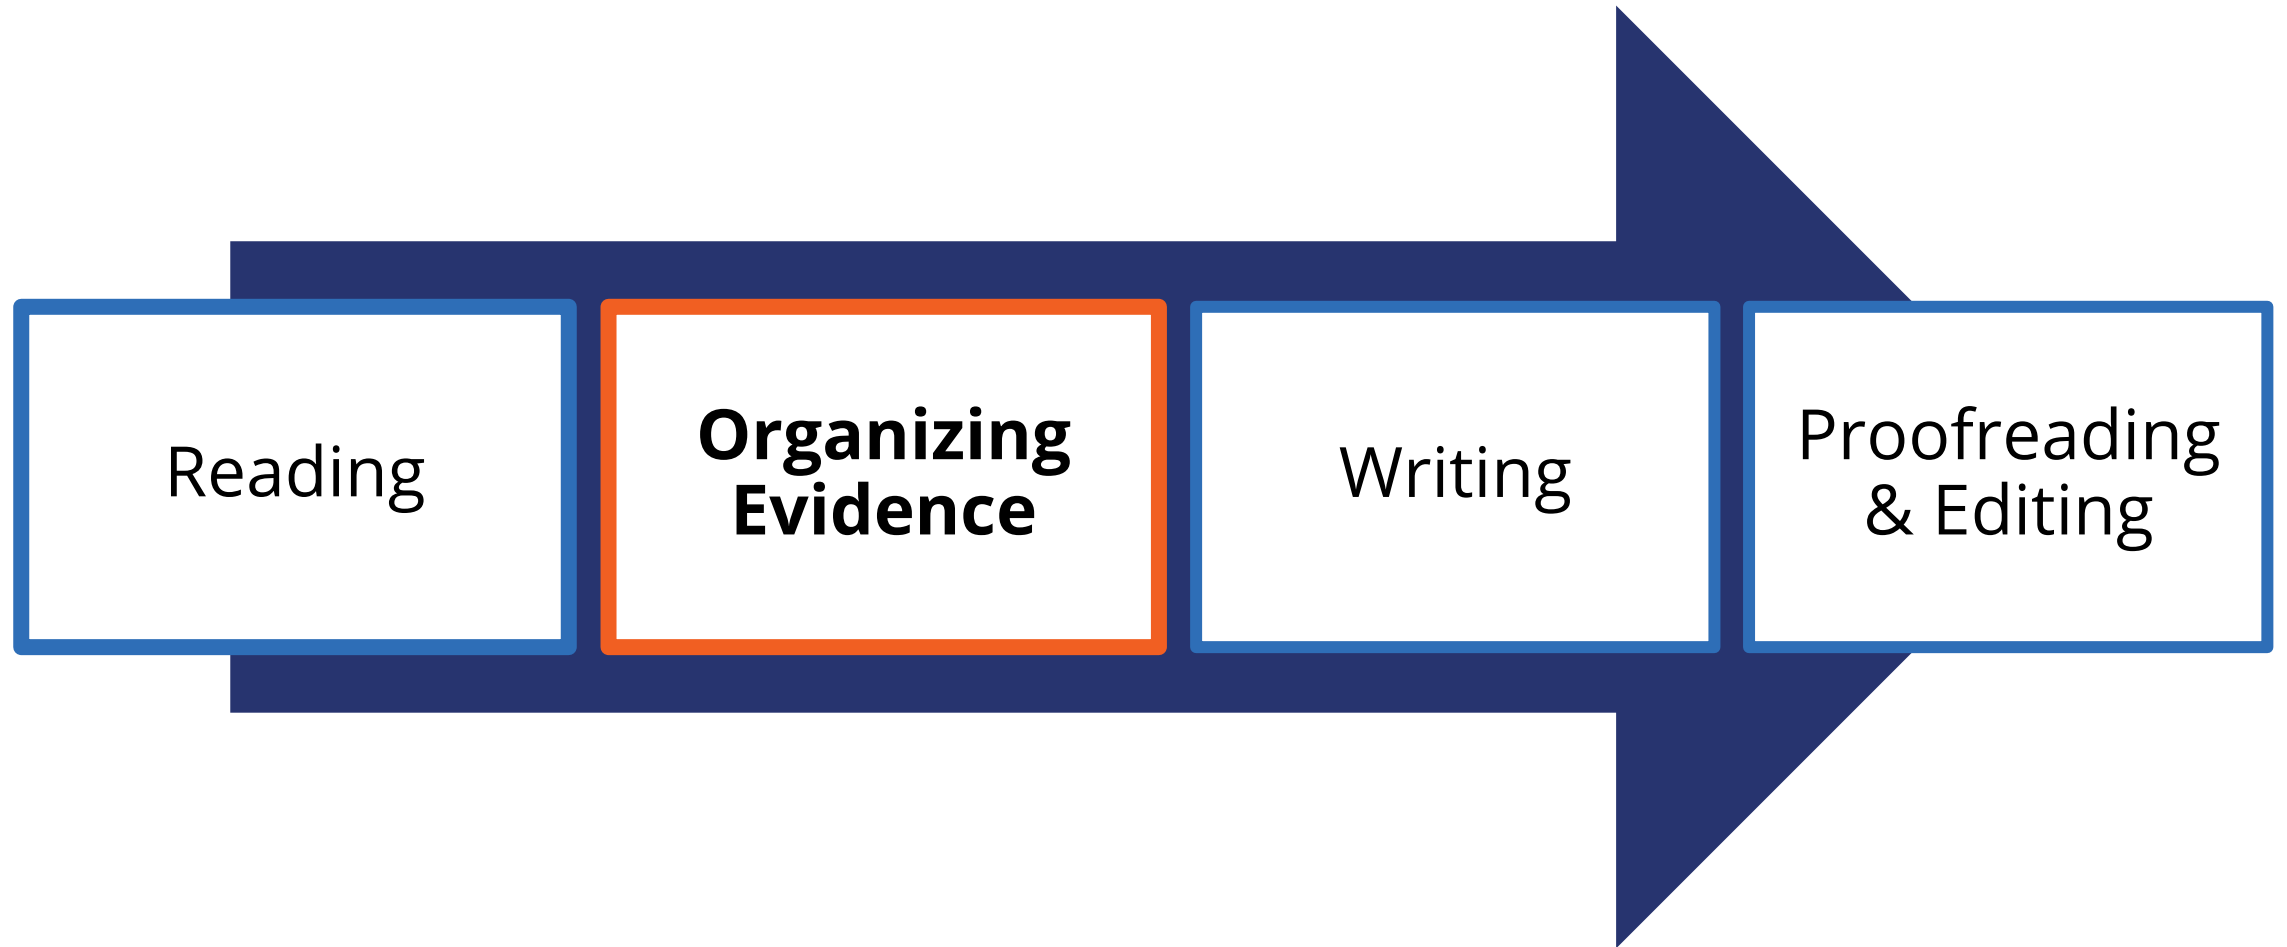 Reading
Organizing
Evidence
Writing
Proofreading
& Editing